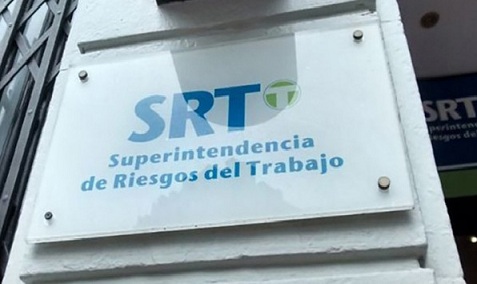 SRT T
Superintendencia
de Riesgos del Trabajo
SRT